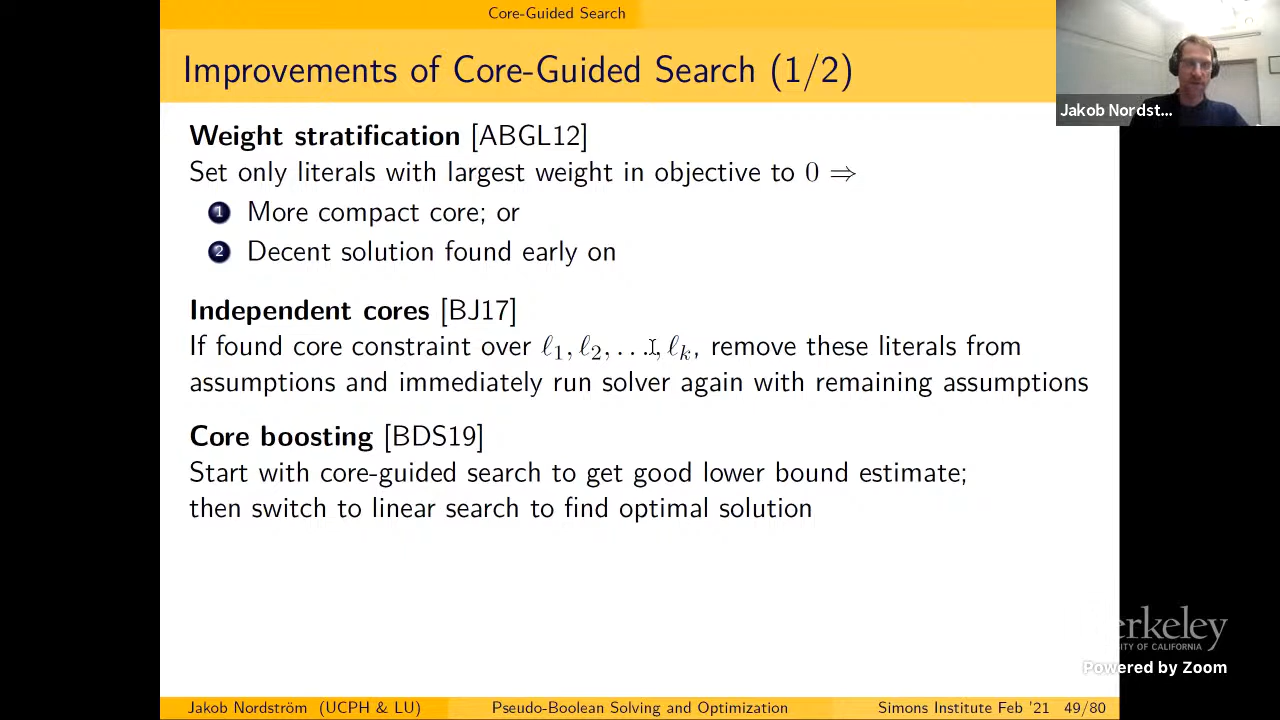 Core-Guided Search
Improvements of Core-Guided Search (1/2)
Jakob Nordst...
Weight stratification [ABGL12]
Set only literals with largest weight in objective to 0 ⇒
1 More compact core; or
2 Decent solution found early on
Independent cores [BJ17]
If found core constraint over ℓ1, ℓ2, . . ., ℓk, remove these literals from
assumptions and immediately run solver again with remaining assumptions
Core boosting [BDS19]
Start with core-guided search to get good lower bound estimate;
then switch to linear search to find optimal solution
erkeley
TY OF CALIFORNIA
Powered by Zoom
Jakob Nordström (UCPH & LU) Pseudo-Boolean Solving and Optimization Simons Institute Feb '21 49/80